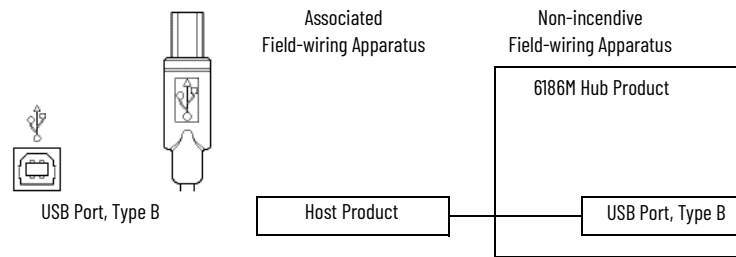 Associated
Field-wiring Apparatus
Non-incendive
Field-wiring Apparatus
6186M Hub Product
USB Port, Type B
Host Product
USB Port, Type B